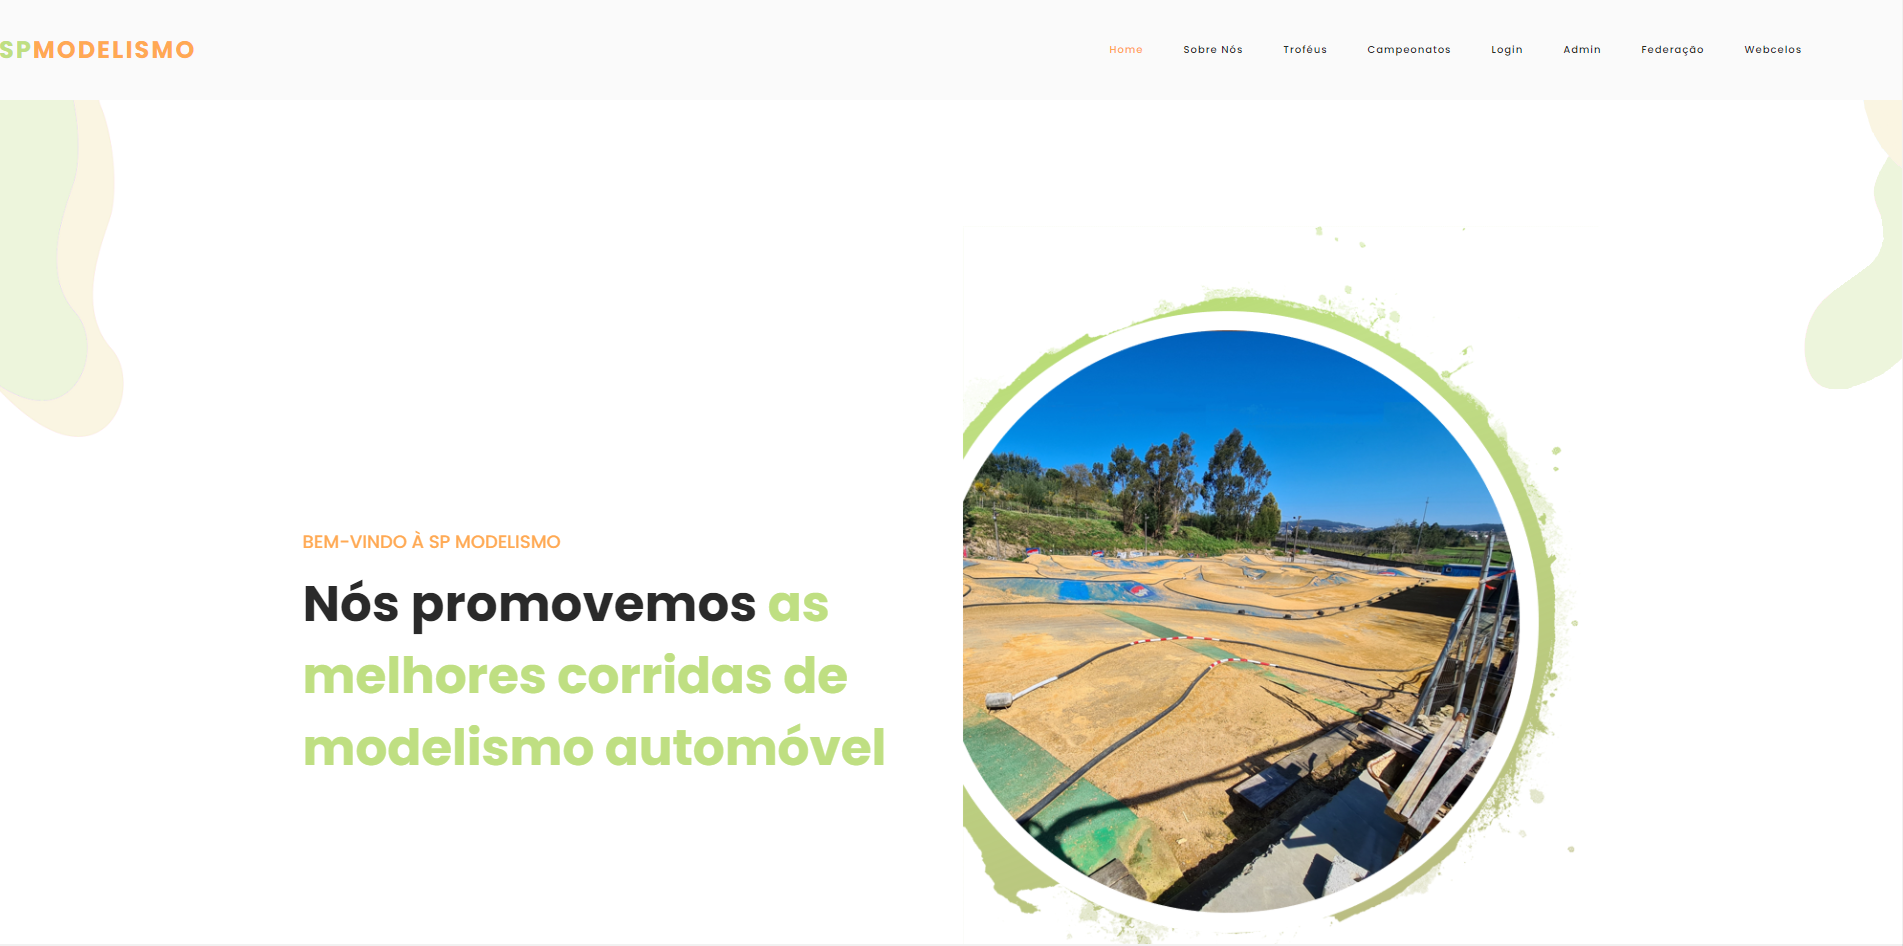 SPMODELISMO
Home Sobre Nós Troféus Campeonatos Login Admin Federação Webcelos
BEM-VINDO À SP MODELISMO
Nós promovemos as
melhores corridas de
modelismo automóvel